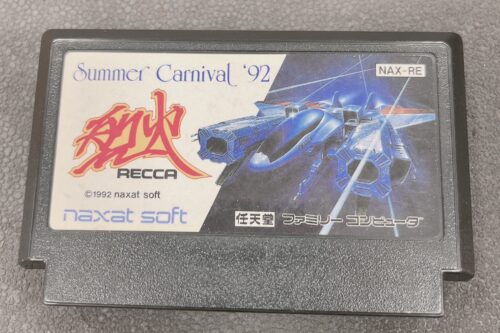 Summer Carnival '92
NAX-RE
烈火
RECCA
©1992 naxat soft
naxat soft
任天堂 ファミリーコンピュータ